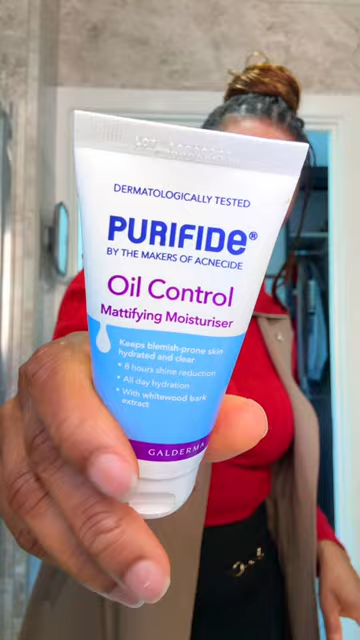 DERMATOLOGICALLY TESTED
PURIFIDE®
BY THE MAKERS OF ACNECIDE
Oil Control
Mattifying Moisturiser
Keeps blemish-prone skin
hydrated and clear
• 8 hours shine reduction
• All day hydration
• With whitewood bark
extract
GALDERMA